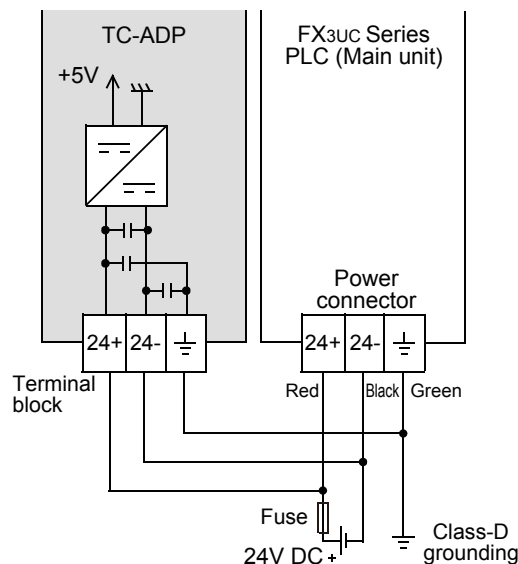 TC-ADP
FX3UC Series
PLC (Main unit)
+5V
Power
connector
24+ 24-
24+ 24-
Terminal
block
Red Black Green
Fuse
24V DC +
Class-D
grounding